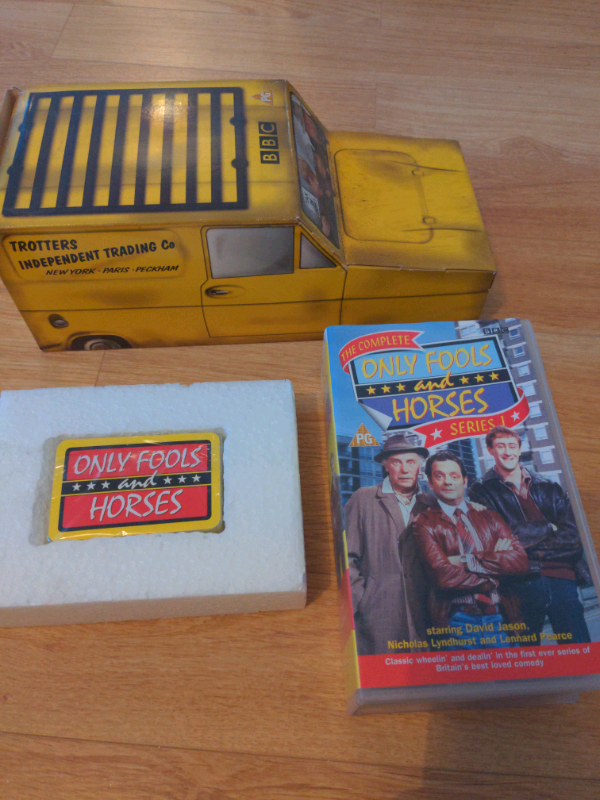 PG
BBC
TROTTERS
INDEPENDENT TRADING Co
NEW YORK - PARIS - PECKHAM
BBC
THE COMPLETE
ONLY FOOLS
and
HORSES
SERIES 1
PG
starring David Jason,
Nicholas Lyndhurst and Lenhard Pearce
Classic wheelin' and dealin' in the first ever series of
Britain's best loved comedy
ONLY FOOLS
and
HORSES